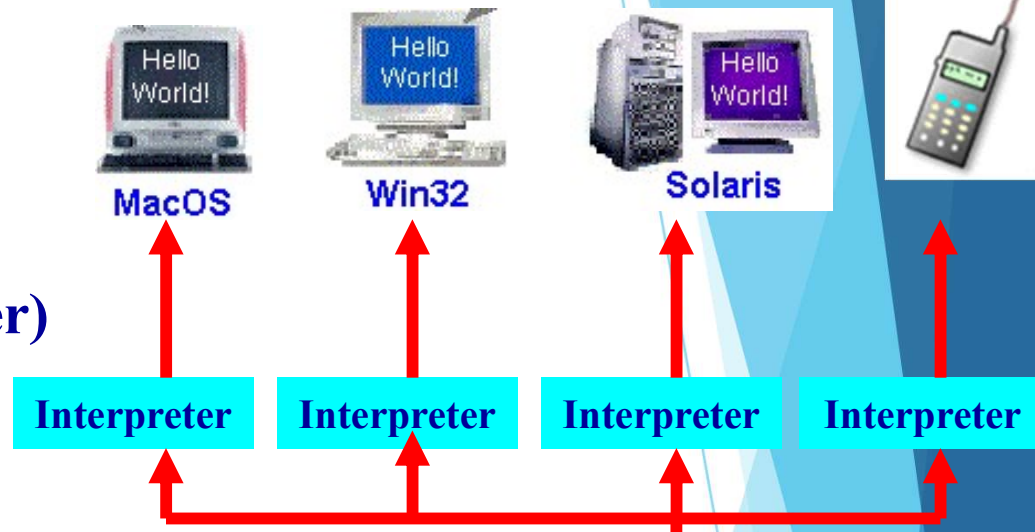 Hello
World!
Hello
World!
Hello
World!
MacOS
Win32
Solaris
er)
Interpreter
Interpreter
Interpreter
Interpreter